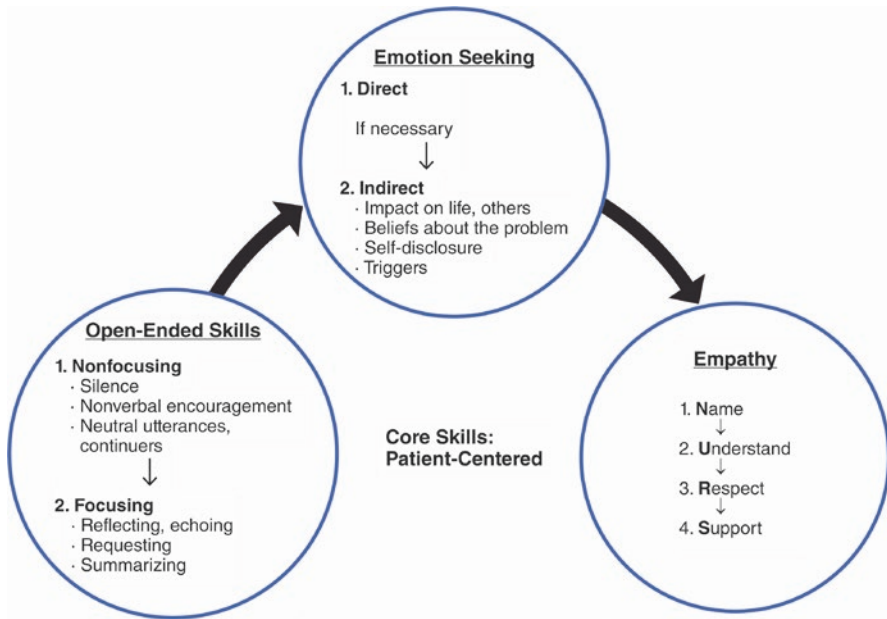 Emotion Seeking
1. Direct
If necessary
2. Indirect
· Impact on life, others
· Beliefs about the problem
· Self-disclosure
· Triggers
Open-Ended Skills
1. Nonfocusing
· Silence
· Nonverbal encouragement
· Neutral utterances,
continuers
2. Focusing
· Reflecting, echoing
· Requesting
· Summarizing
Core Skills:
Patient-Centered
Empathy
1. Name
2. Understand
3. Respect
4. Support